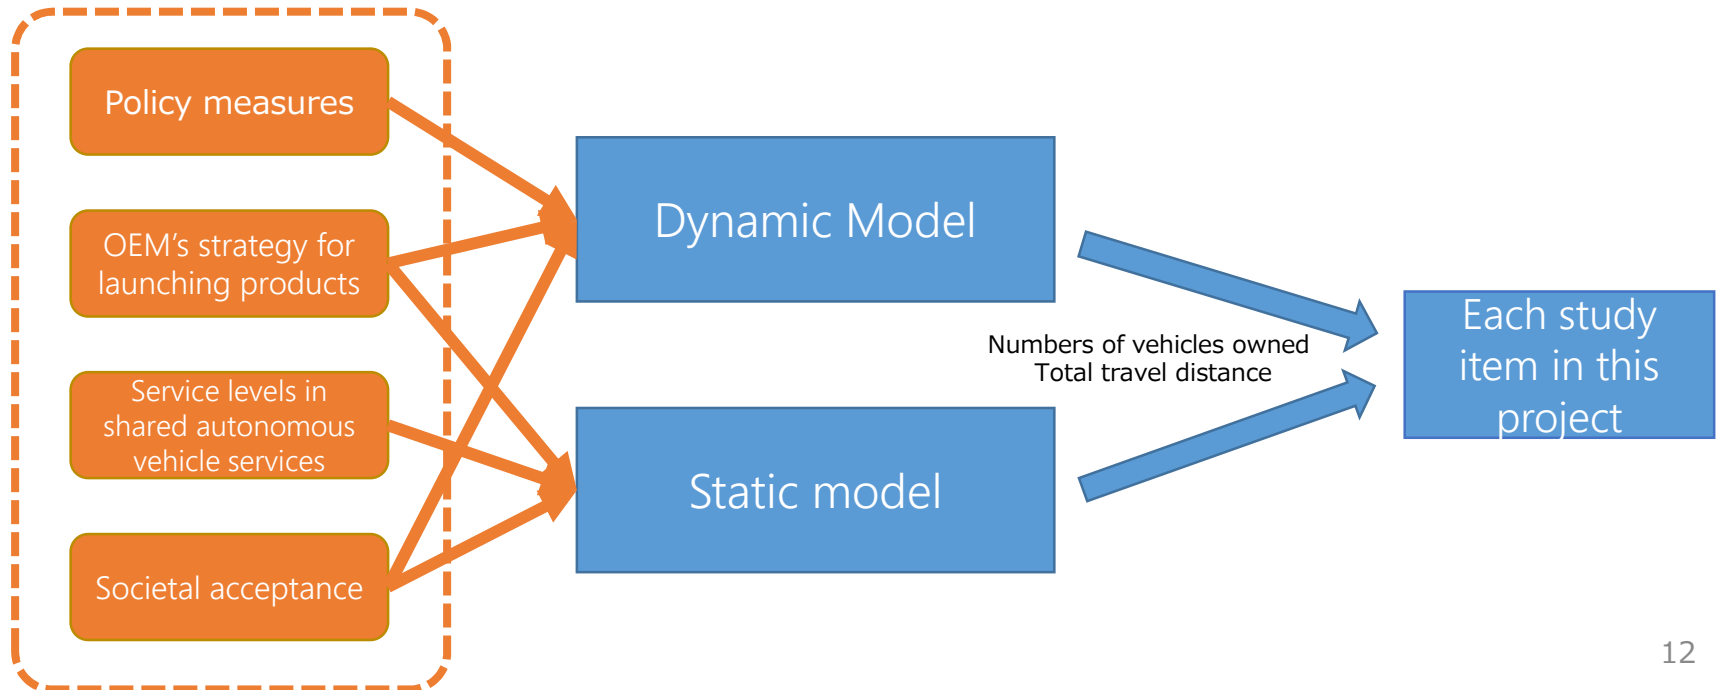 Policy measures
OEM’s strategy for
launching products
Service levels in
shared autonomous
vehicle services
Societal acceptance
Dynamic Model
Static model
Numbers of vehicles owned
Total travel distance
Each study
item in this
project
12